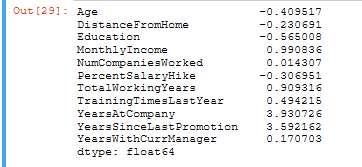 Out[29]: Age -0.409517
DistanceFromHome -0.230691
Education -0.565008
MonthlyIncome 0.990836
NumCompaniesWorked 0.014307
PercentSalaryHike -0.306951
TotalWorkingYears 0.909316
TrainingTimesLastYear 0.494215
YearsAtCompany 3.930726
YearsSinceLastPromotion 3.592162
YearsWithCurrManager 0.170703
dtype: float64